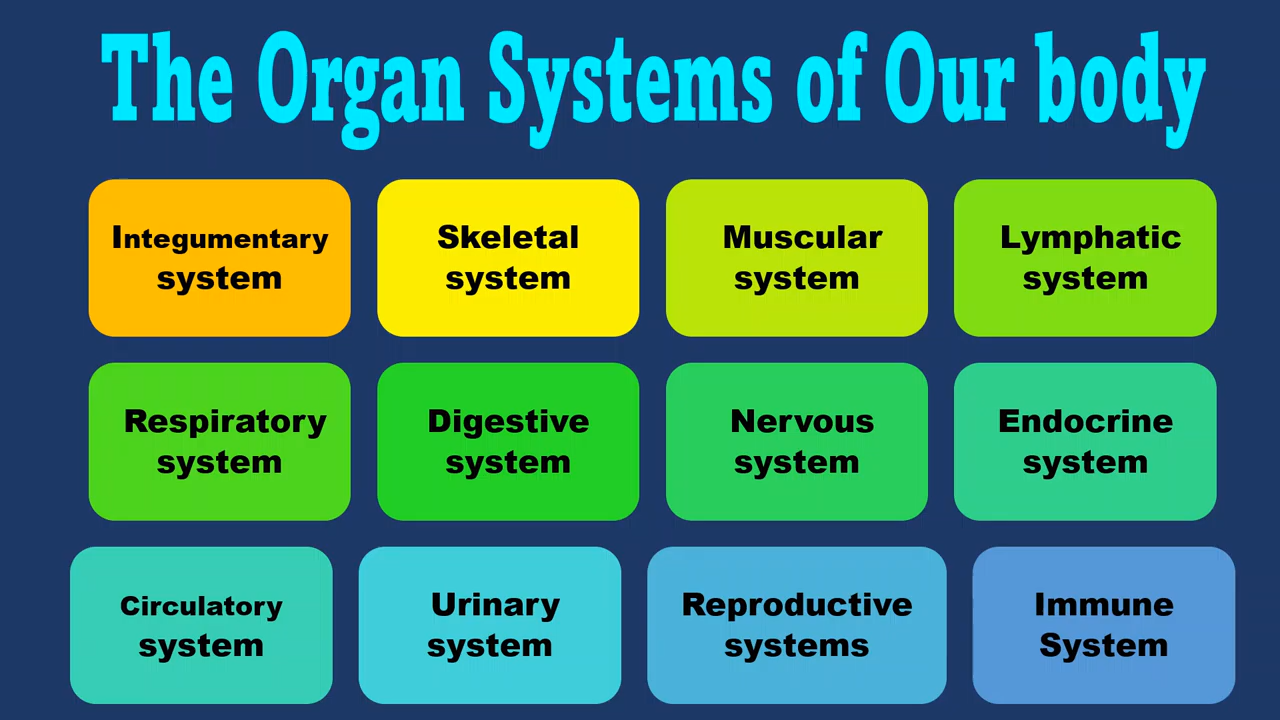 The Organ Systems of Our body
Integumentary
system
Skeletal
system
Muscular
system
Lymphatic
system
Respiratory
system
Digestive
system
Nervous
system
Endocrine
system
Circulatory
system
Urinary
system
Reproductive
systems
Immune
System